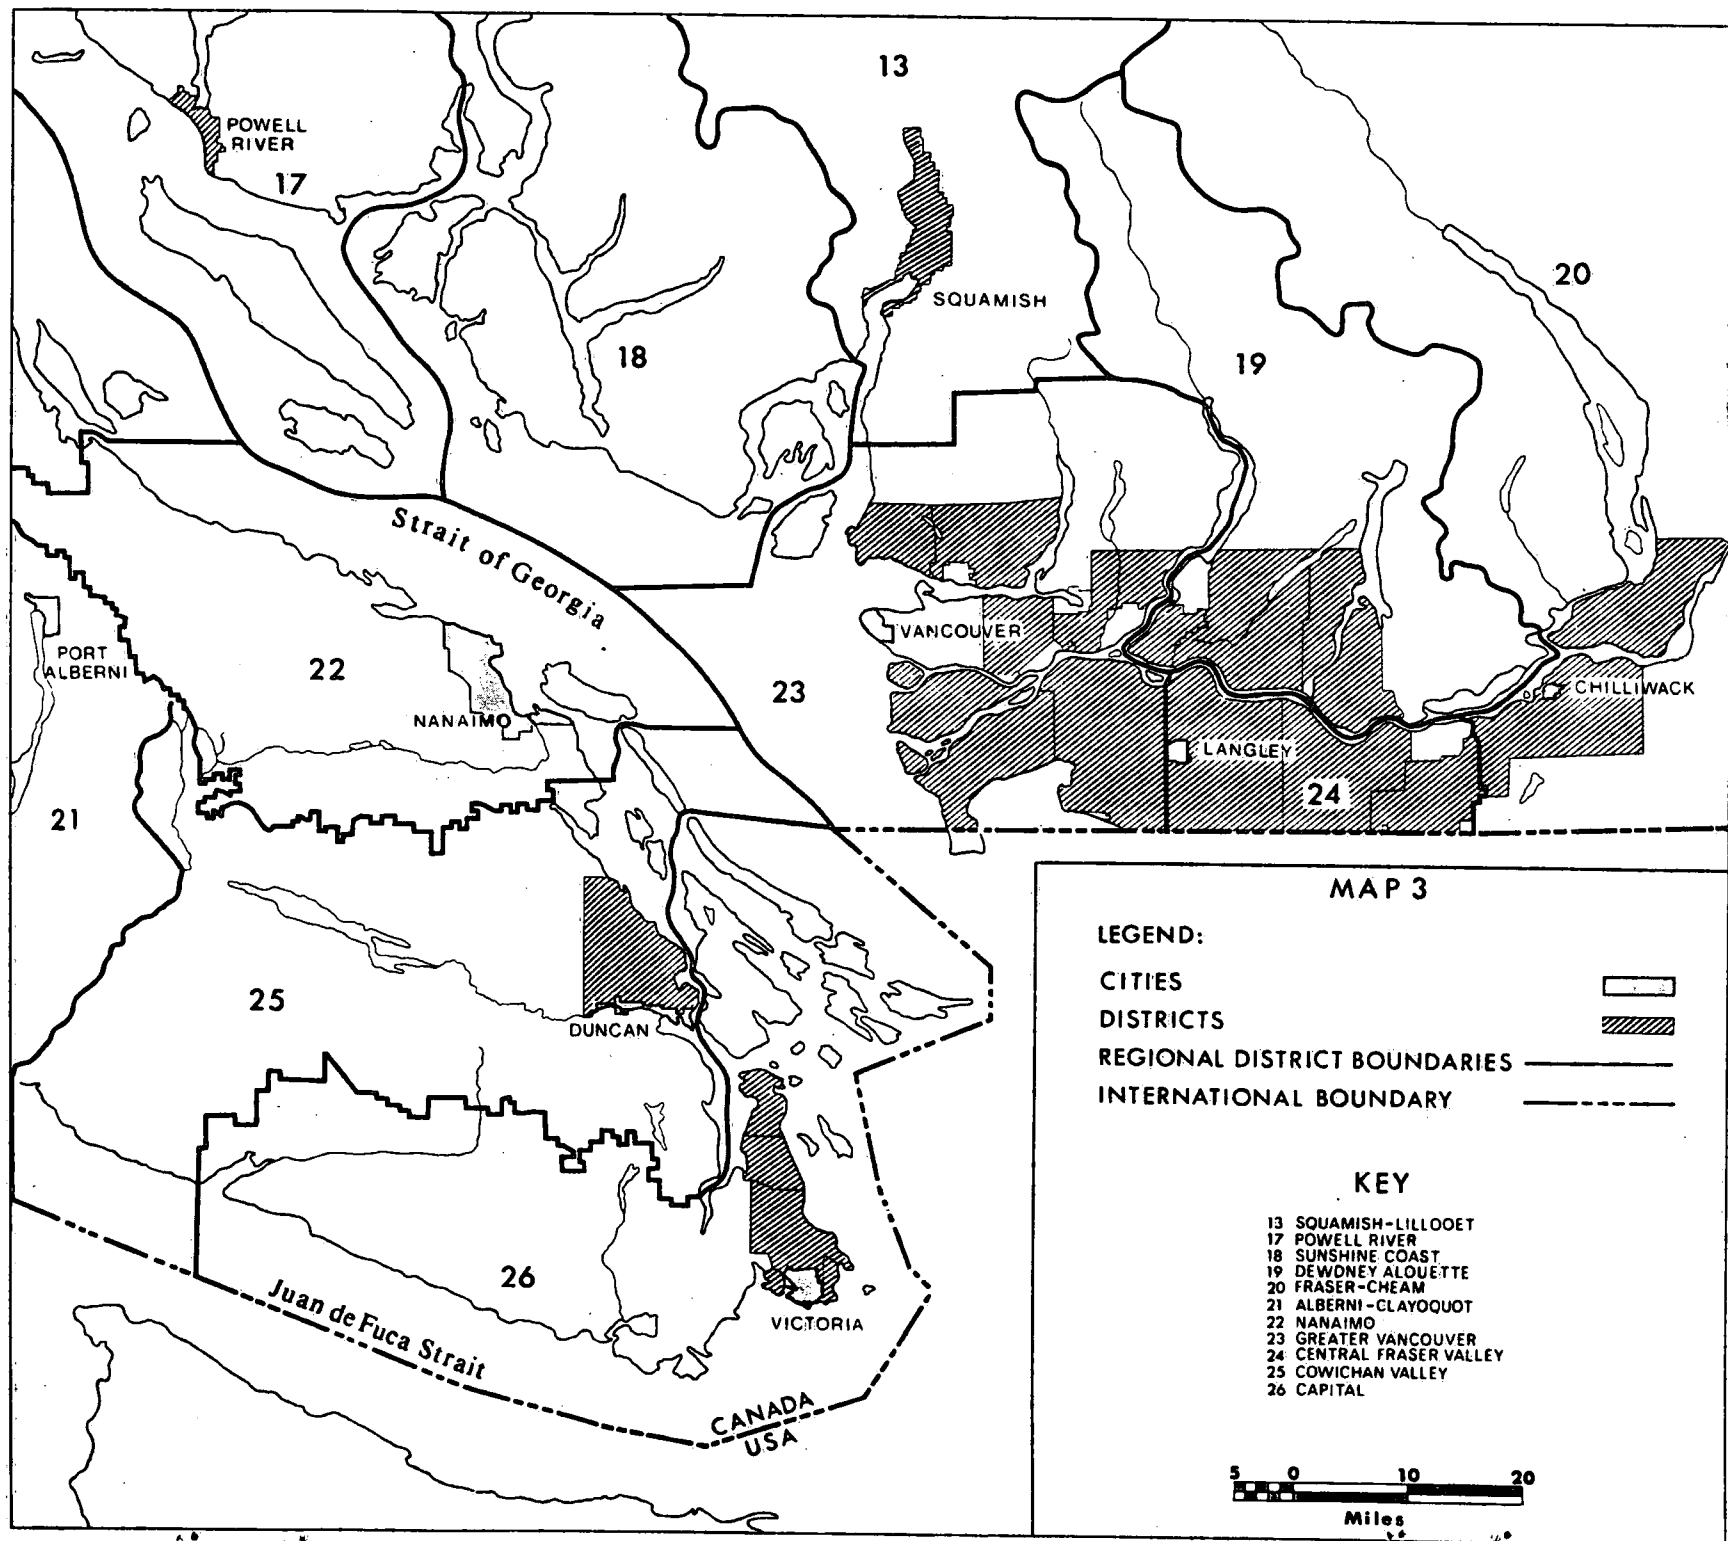 13
POWELL
RIVER
17
20
SQUAMISH
18
19
Strait of Georgia
PORT
ALBERNI
22
VANCOUVER
23
NANAIMO
CHILLIWACK
LANGLEY
24
21
25
DUNCAN
26
Juan de Fuca Strait
VICTORIA
CANADA
USA
MAP 3
LEGEND:
CITIES
DISTRICTS
REGIONAL DISTRICT BOUNDARIES
INTERNATIONAL BOUNDARY
KEY
13 SQUAMISH-LILLOOET
17 POWELL RIVER
18 SUNSHINE COAST
19 DEWDNEY ALOUETTE
20 FRASER-CHEAM
21 ALBERNI-CLAYOQUOT
22 NANAIMO
23 GREATER VANCOUVER
24 CENTRAL FRASER VALLEY
25 COWICHAN VALLEY
26 CAPITAL
5 0 10 20
Miles